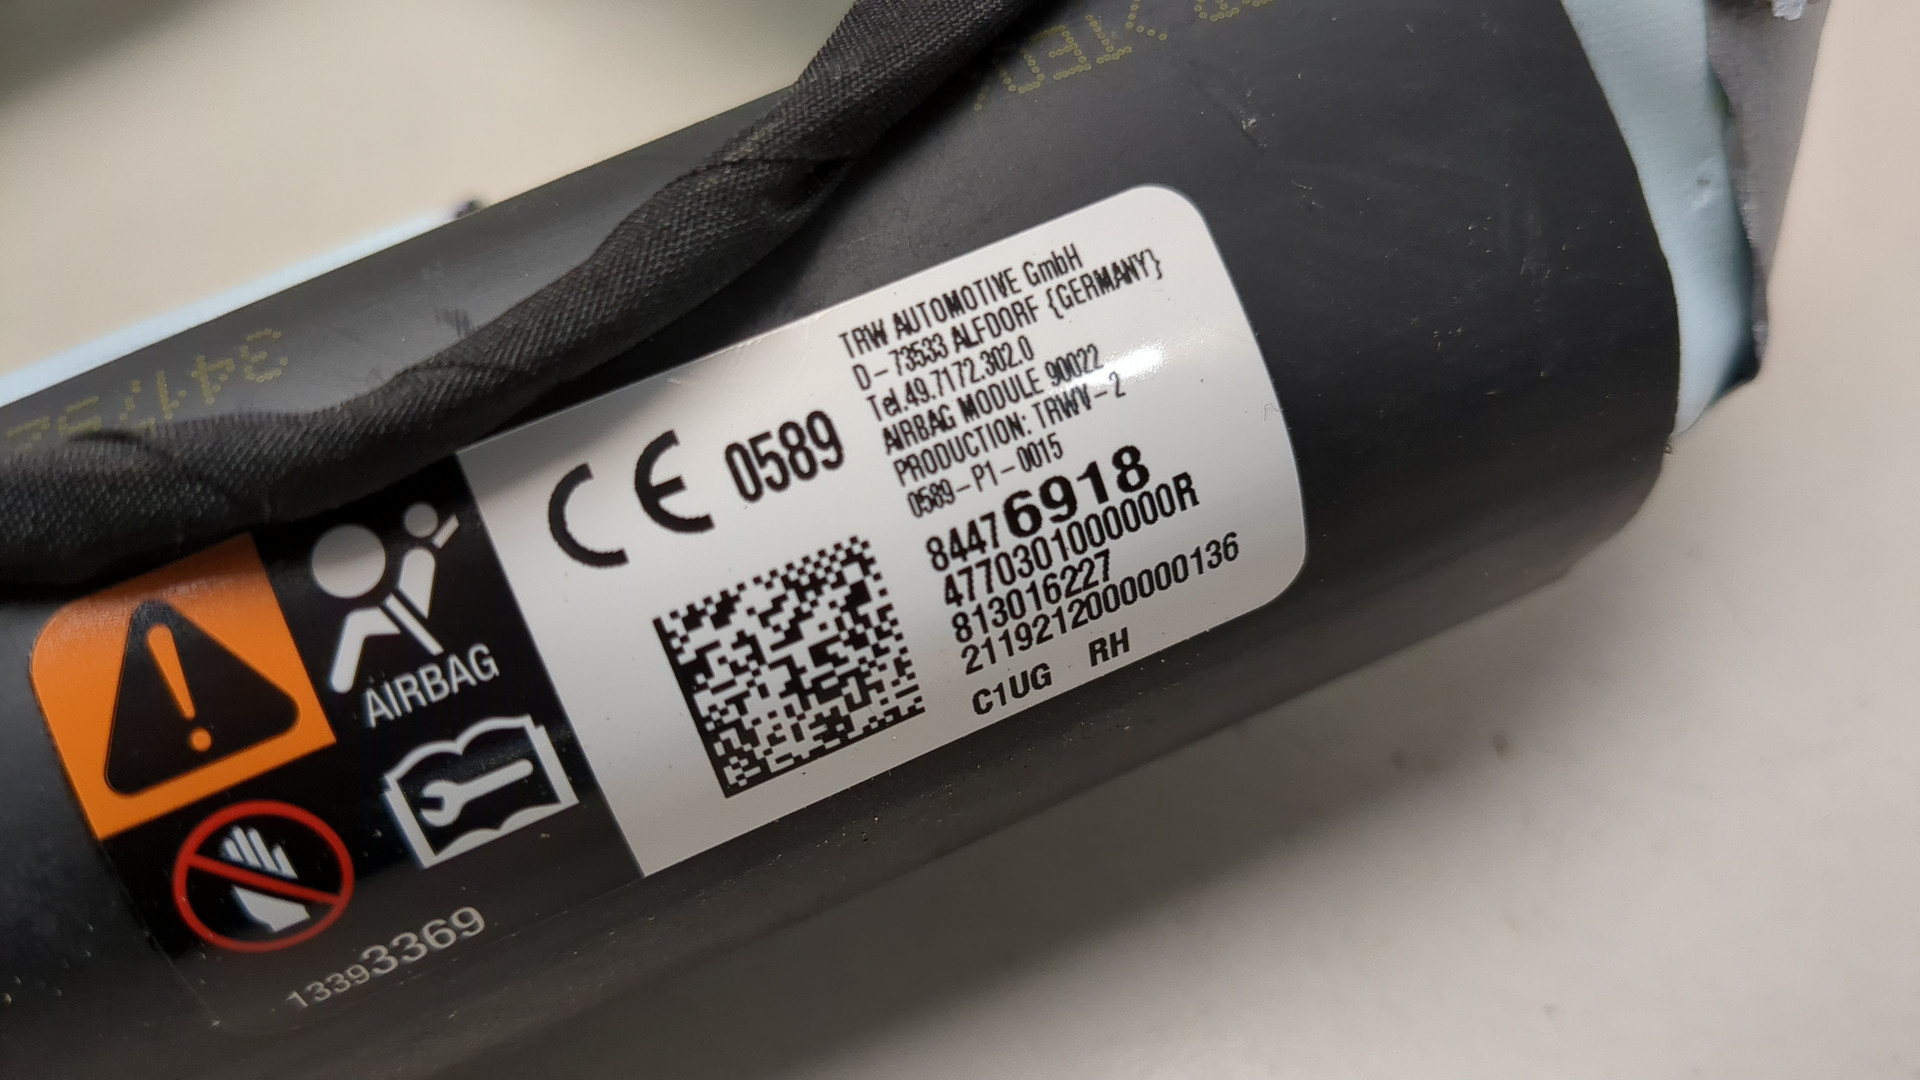 TRW AUTOMOTIVE GmbH
D-73533 ALFDORF {GERMANY}
Tel.49.7172.302.0
AIRBAG MODULE 90022
PRODUCTION: TRWV-2
0589-P1-0015
CE 0589
84476918
4770301000000R
813016227
2119212000000136
C1UG RH
AIRBAG
13393369